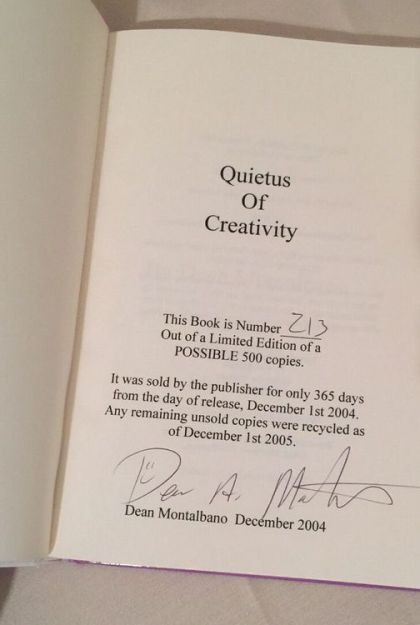 Quietus
Of
Creativity
This Book is Number 213
Out of a Limited Edition of a
POSSIBLE 500 copies.
It was sold by the publisher for only 365 days
from the day of release, December 1st 2004.
Any remaining unsold copies were recycled as
of December 1st 2005.
Dean A.
Dean Montalbano December 2004